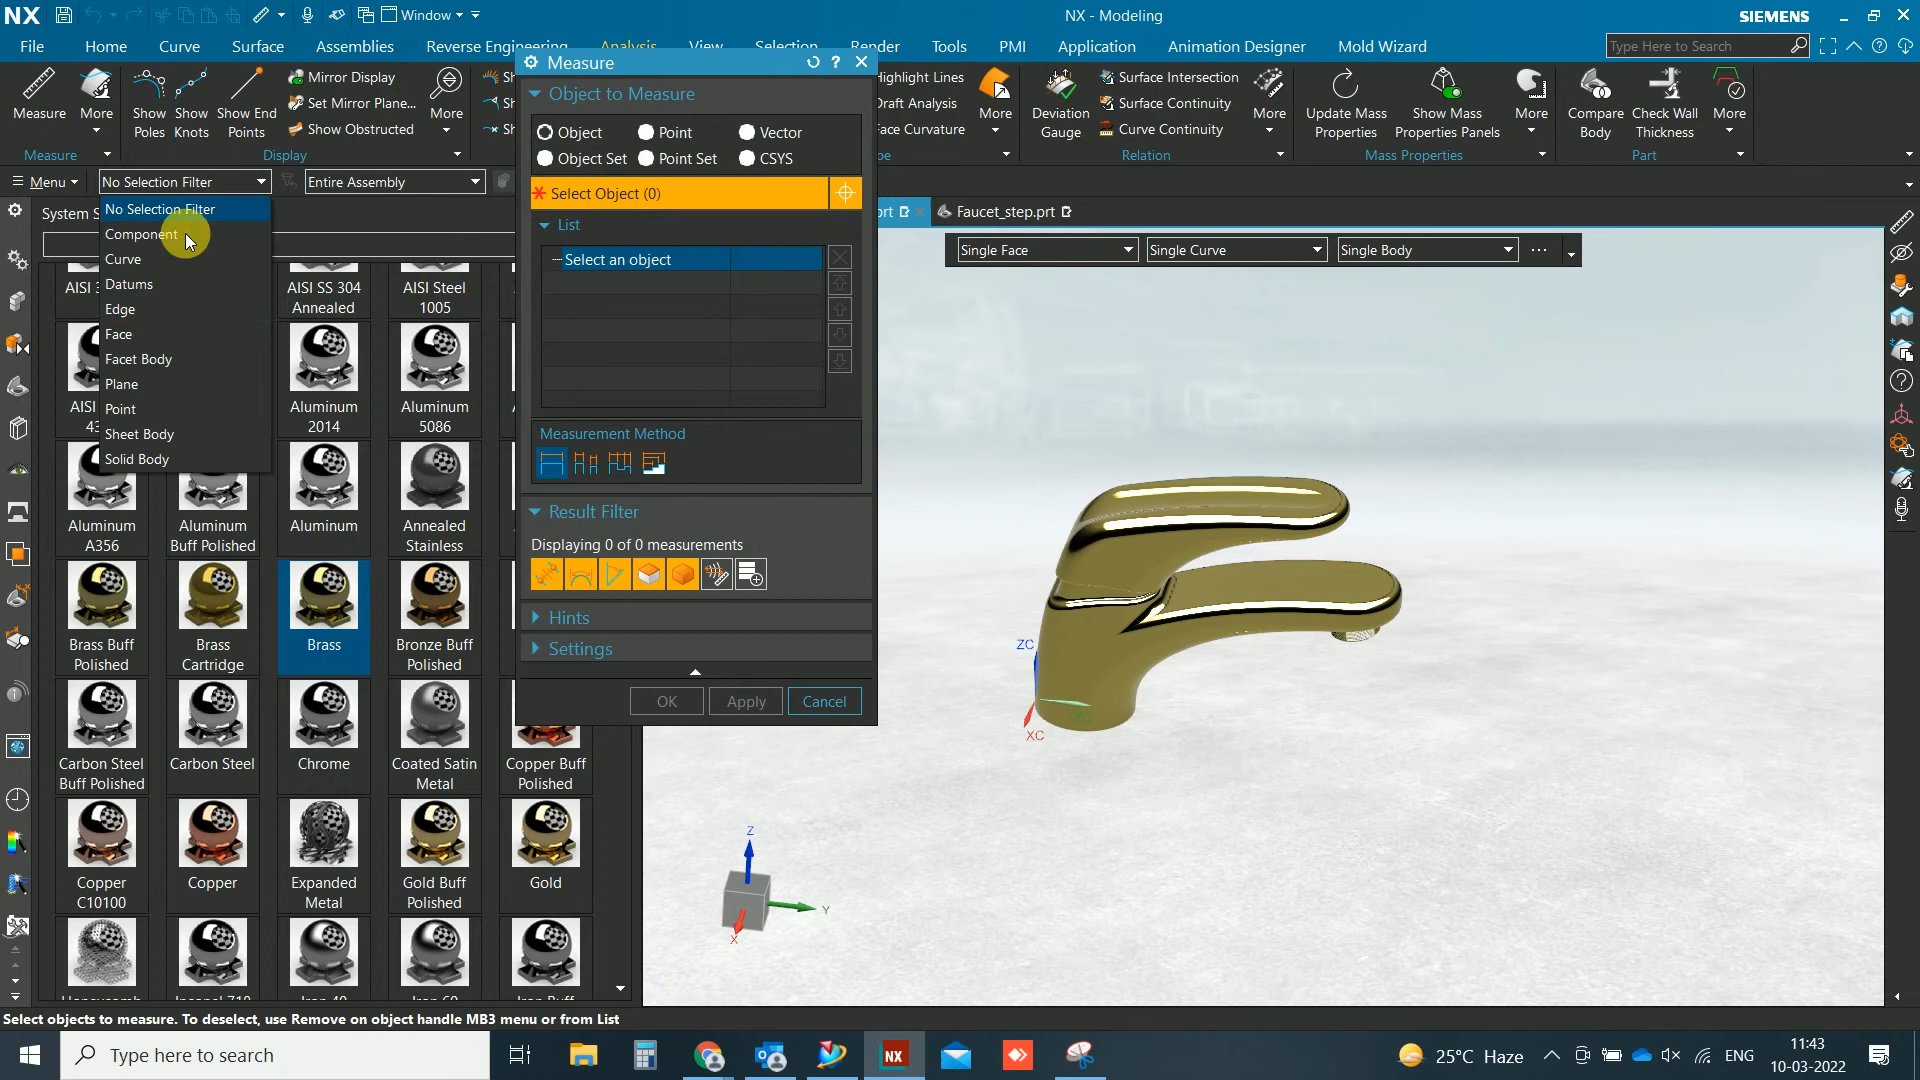 NX
Window
NX - Modeling
SIEMENS
File
Home
Curve
Surface
Assemblies
Reverse Engineering
Analysis
View
Selection
Render
Tools
PMI
Application
Animation Designer
Mold Wizard
Type Here to Search
Measure
More
Show Poles
Show Knots
Show End Points
Mirror Display
Set Mirror Plane...
Show Obstructed
More
Measure
Display
Highlight Lines
Draft Analysis
Face Curvature
More
Deviation Gauge
Surface Intersection
Surface Continuity
Curve Continuity
More
Relation
Update Mass Properties
Show Mass Properties Panels
More
Mass Properties
Compare Body
Check Wall Thickness
More
Part
Menu
No Selection Filter
Entire Assembly
No Selection Filter
Component
Curve
Datums
Edge
Face
Facet Body
Plane
Point
Sheet Body
Solid Body
System S
Measure
Object to Measure
Object
Point
Vector
Object Set
Point Set
CSYS
Select Object (0)
List
Select an object
Measurement Method
Result Filter
Displaying 0 of 0 measurements
Hints
Settings
OK
Apply
Cancel
Faucet_step.prt
Single Face
Single Curve
Single Body
AISI SS 304 Annealed
AISI Steel 1005
Aluminum 2014
Aluminum 5086
Aluminum A356
Aluminum Buff Polished
Aluminum
Annealed Stainless
Brass Buff Polished
Brass Cartridge
Brass
Bronze Buff Polished
Carbon Steel Buff Polished
Carbon Steel
Chrome
Coated Satin Metal
Copper Buff Polished
Copper C10100
Copper
Expanded Metal
Gold Buff Polished
Gold
ZC
XC
Z
Y
X
Select objects to measure. To deselect, use Remove on object handle MB3 menu or from List
Type here to search
25°C Haze
ENG
11:43
10-03-2022